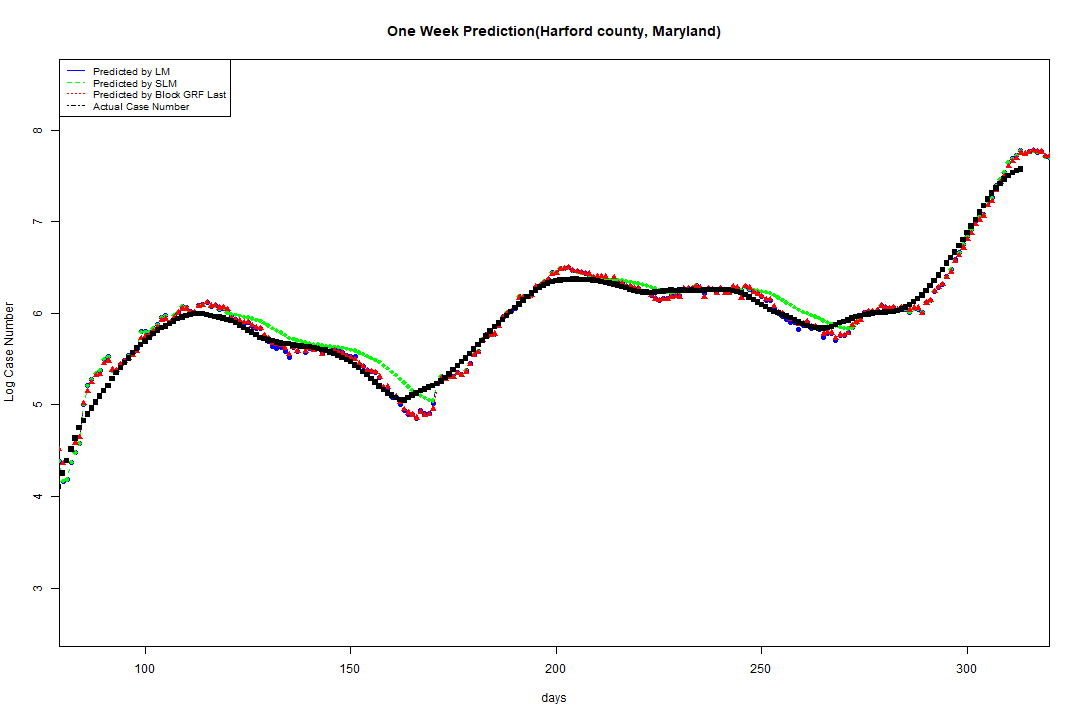 One Week Prediction(Harford county, Maryland)
Predicted by LM
Predicted by SLM
Predicted by Block GRF Last
Actual Case Number
Log Case Number
8
7
6
5
4
3
100 150 200 250 300
days